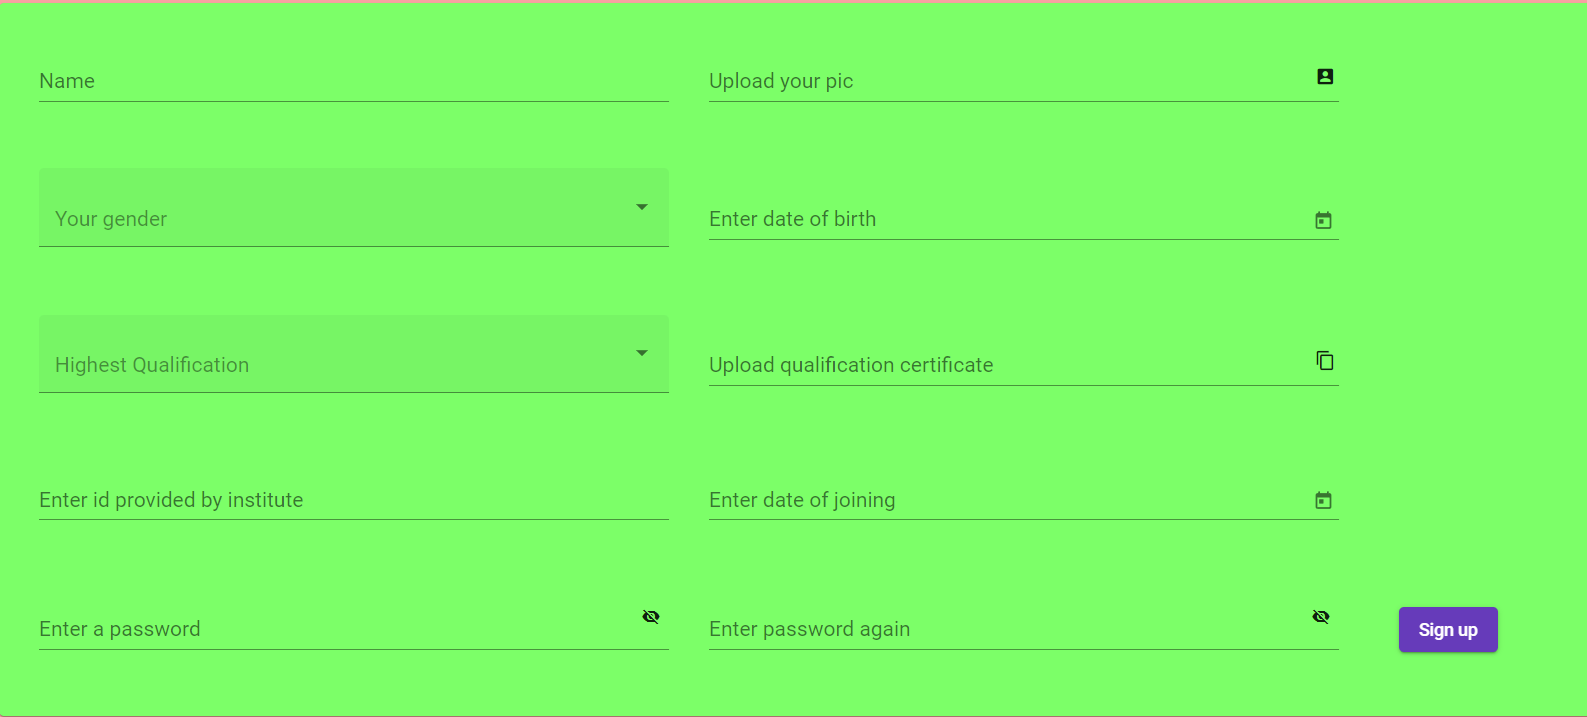 Name
Upload your pic
Your gender
Enter date of birth
Highest Qualification
Upload qualification certificate
Enter id provided by institute
Enter date of joining
Enter a password
Enter password again
Sign up